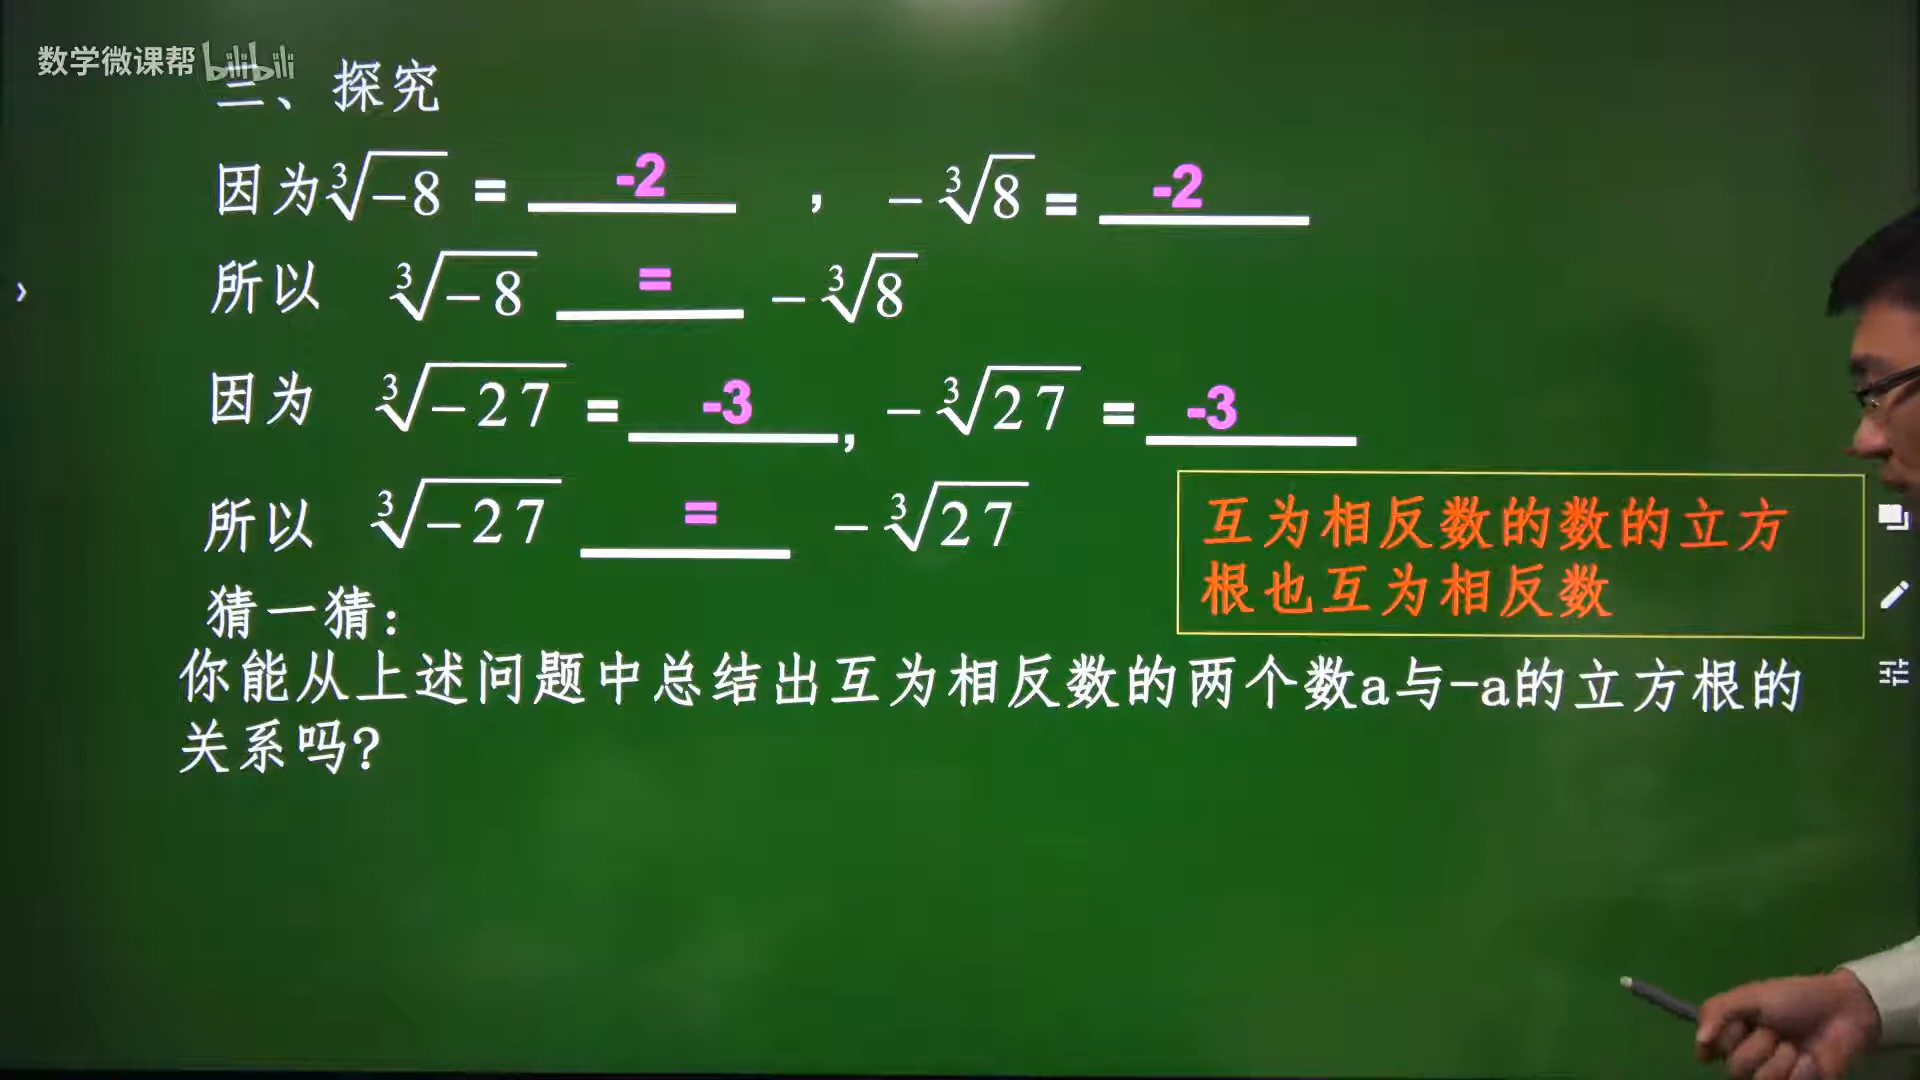 数学微课帮 bilibili
三、探究
因为∛-8 = -2 , -∛8 = -2
所以 ∛-8 = -∛8
因为 ∛-27 = -3 , -∛27 = -3
所以 ∛-27 = -∛27
互为相反数的数的立方
根也互为相反数
猜一猜:
你能从上述问题中总结出互为相反数的两个数a与-a的立方根的
关系吗?